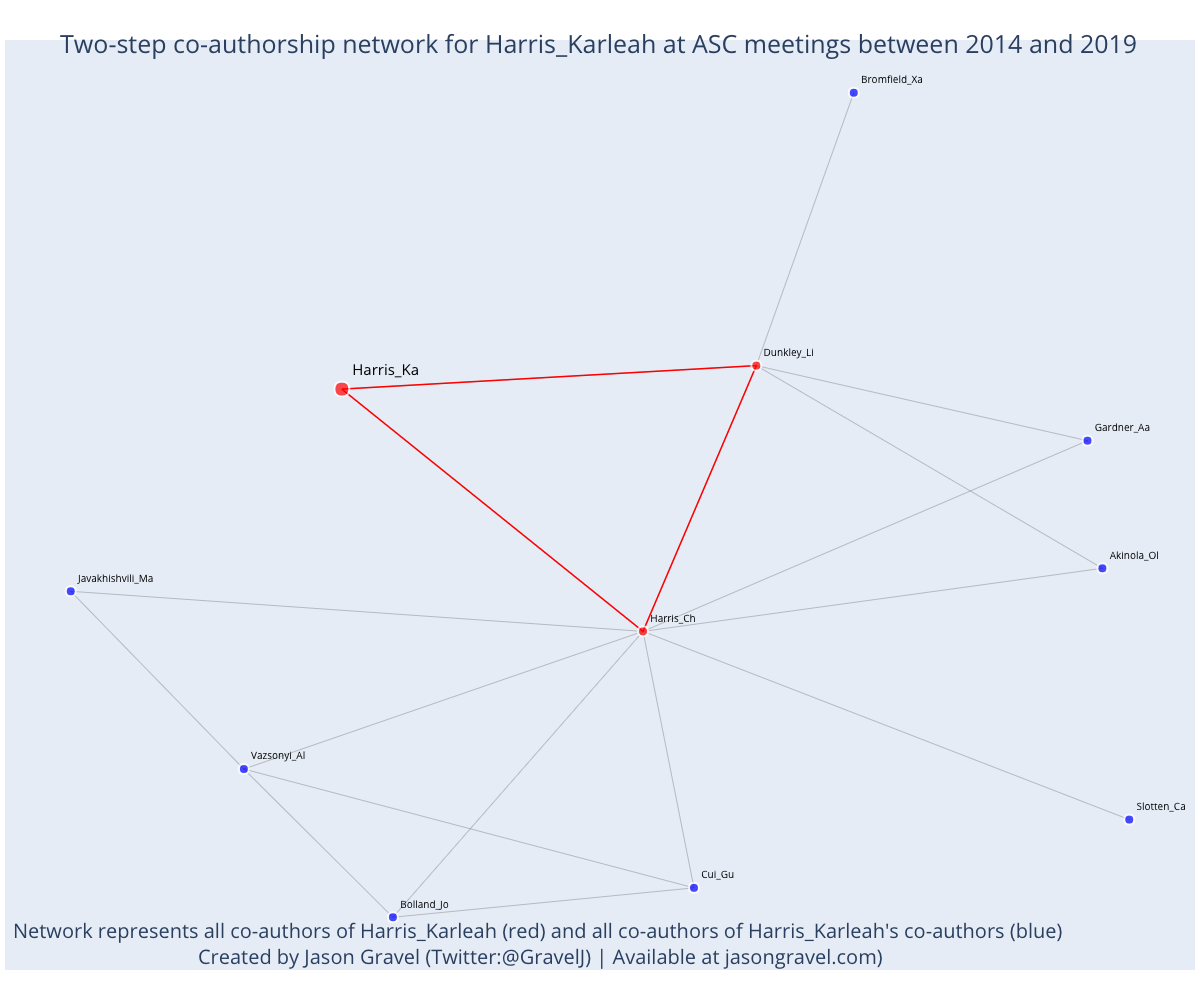 Two-step co-authorship network for Harris_Karleah at ASC meetings between 2014 and 2019
Bromfield_Xa
Dunkley_Li
Harris_Ka
Gardner_Aa
Akinola_Ol
Javakhishvili_Ma
Harris_Ch
Vazsonyi_Al
Slotten_Ca
Cui_Gu
Bolland_Jo
Network represents all co-authors of Harris_Karleah (red) and all co-authors of Harris_Karleah's co-authors (blue)
Created by Jason Gravel (Twitter:@GravelJ) | Available at jasongravel.com)